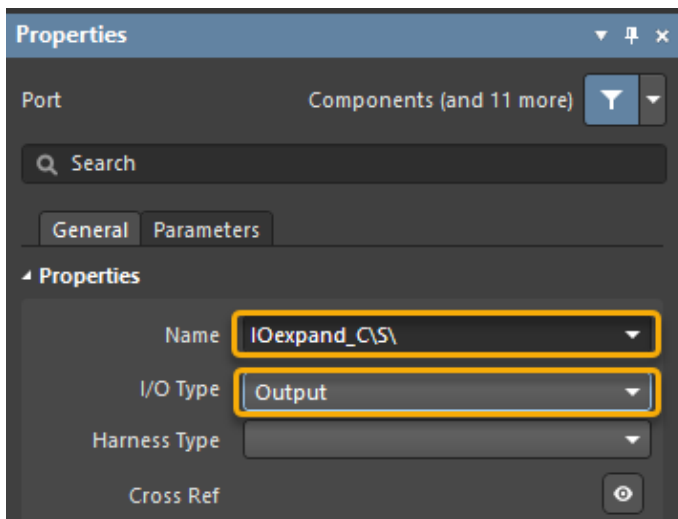 Properties
Port Components (and 11 more)
Search
General Parameters
Properties
Name IOexpand_C\S\
I/O Type Output
Harness Type
Cross Ref